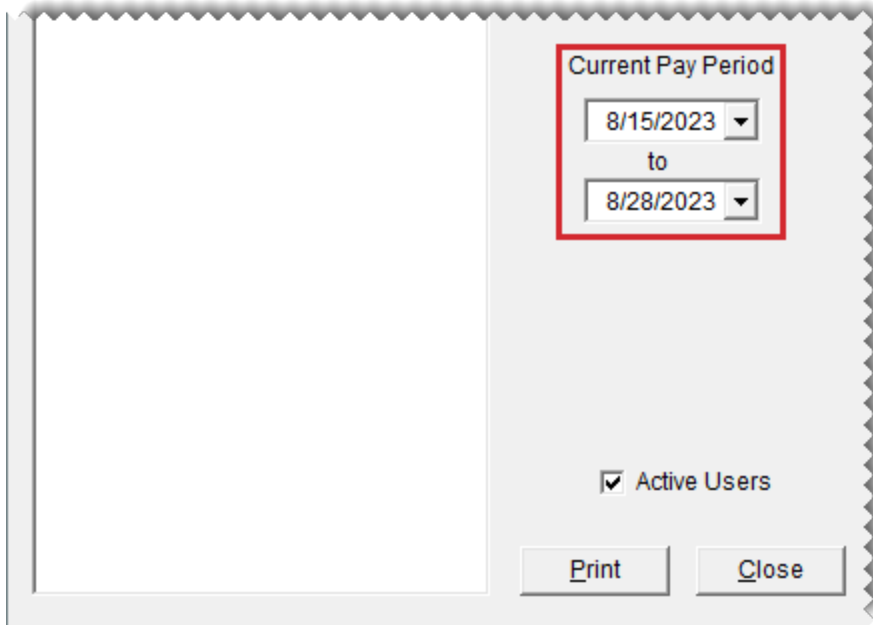 Current Pay Period
8/15/2023
to
8/28/2023
Active Users
Print
Close